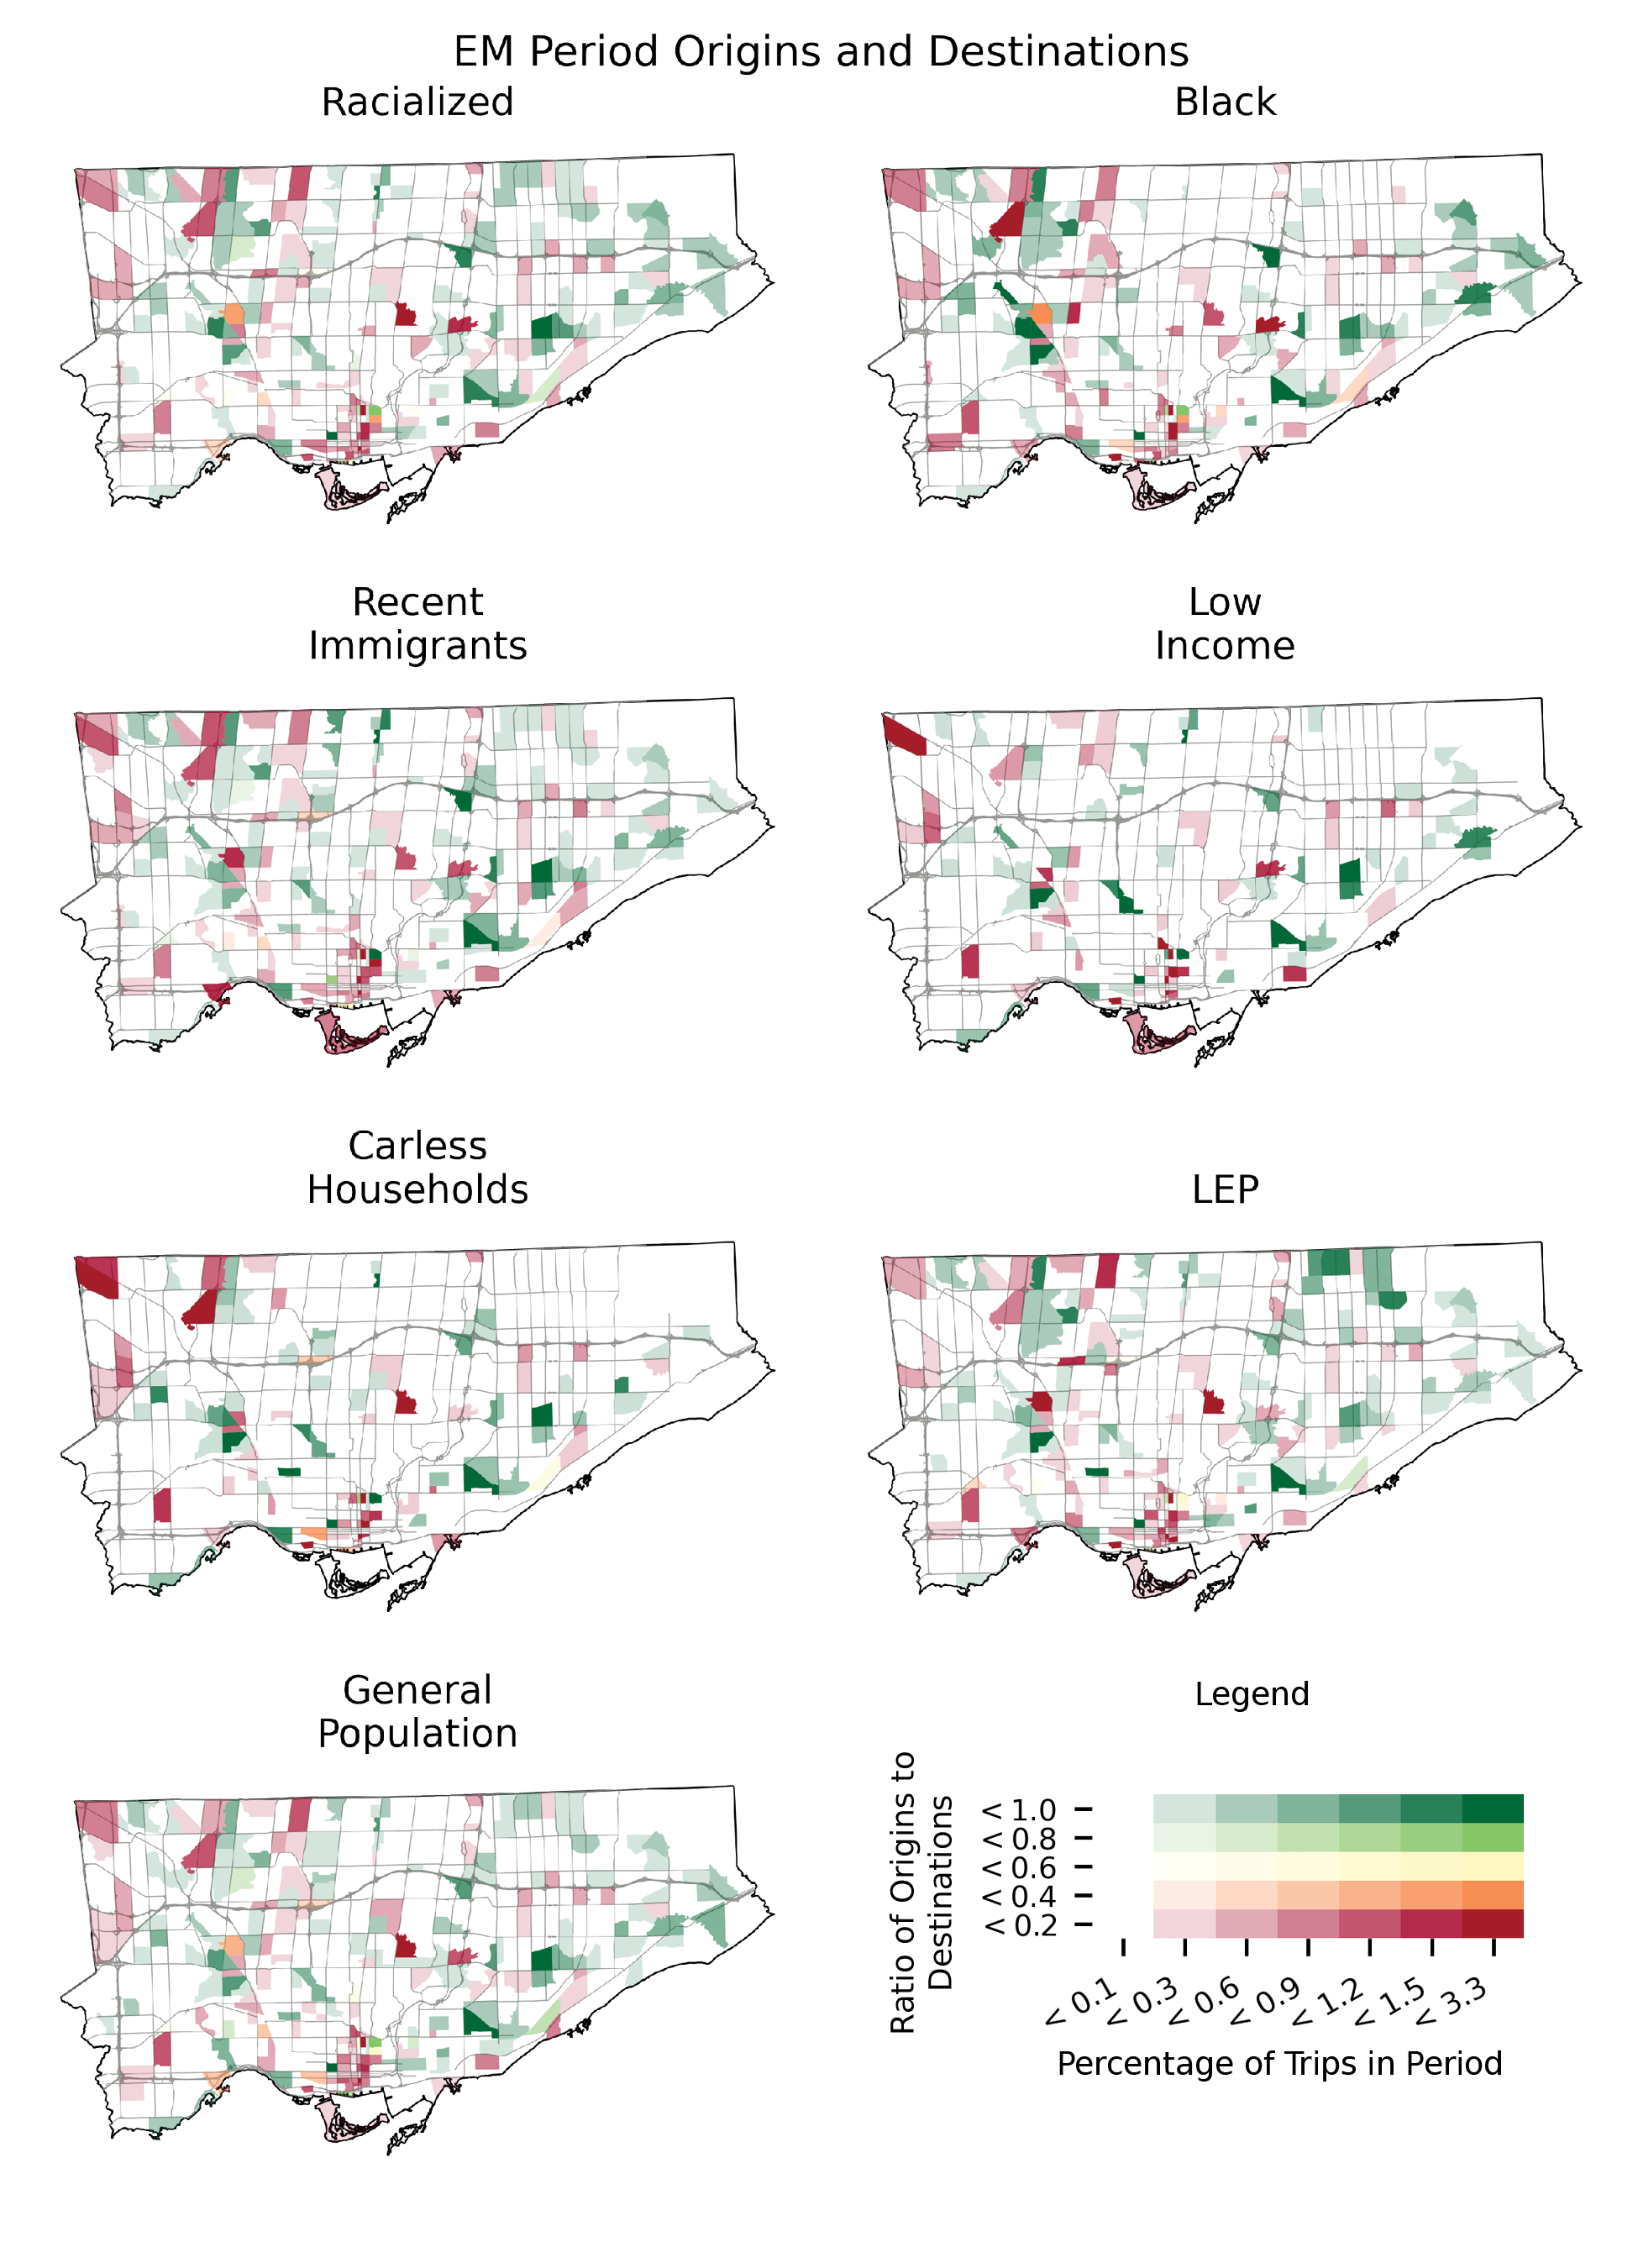 EM Period Origins and Destinations
Racialized
Black
Recent
Immigrants
Low
Income
Carless
Households
LEP
General
Population
Legend
Ratio of Origins to
Destinations
< 1.0
< 0.8
< 0.6
< 0.4
< 0.2
< 0.1
< 0.3
< 0.6
< 0.9
< 1.2
< 1.5
< 3.3
Percentage of Trips in Period